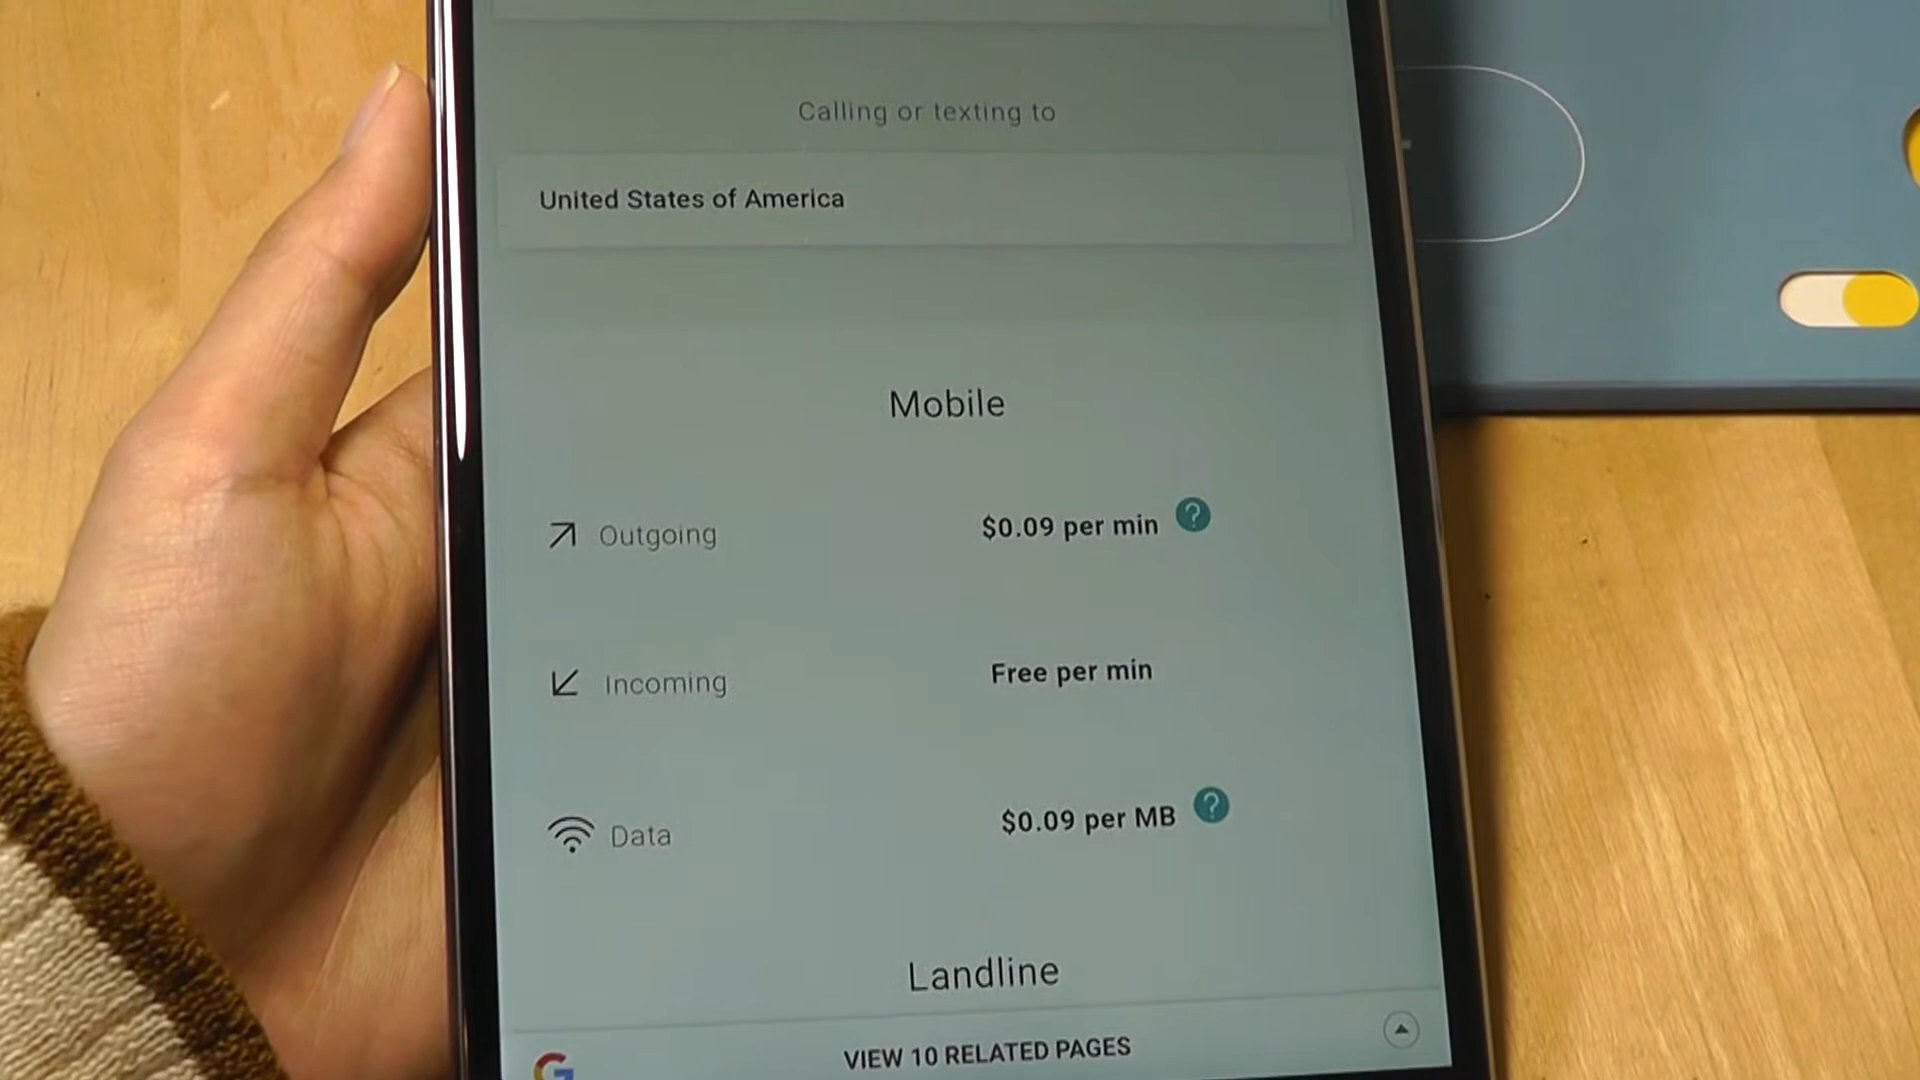 Calling or texting to
United States of America
Mobile
Outgoing
$0.09 per min
?
Incoming
Free per min
Data
$0.09 per MB
?
Landline
G
VIEW 10 RELATED PAGES